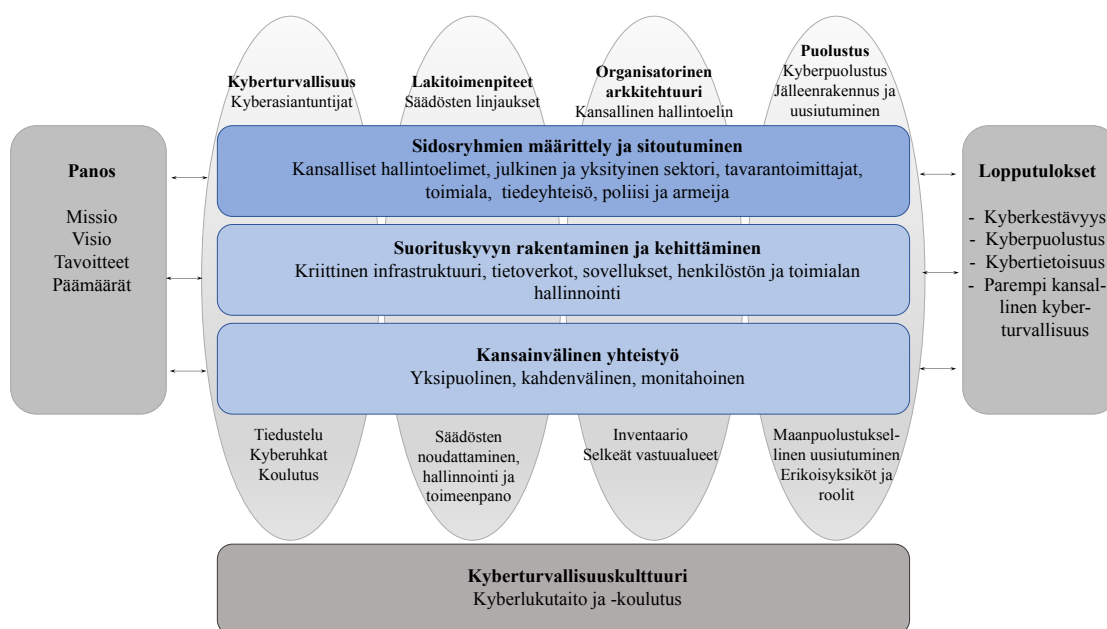 Kyberturvallisuus
Kyberasiantuntijat
Lakitoimenpiteet
Säädösten linjaukset
Organisatorinen
arkkitehtuuri
Kansallinen hallintoelin
Puolustus
Kyberpuolustus
Jälleenrakennus ja
uusiutuminen
Panos
Missio
Visio
Tavoitteet
Päämäärät
Sidosryhmien määrittely ja sitoutuminen
Kansalliset hallintoelimet, julkinen ja yksityinen sektori, tavarantoimittajat,
toimiala, tiedeyhteisö, poliisi ja armeija
Suorituskyvyn rakentaminen ja kehittäminen
Kriittinen infrastruktuuri, tietoverkot, sovellukset, henkilöstön ja toimialan
hallinnointi
Kansainvälinen yhteistyö
Yksipuolinen, kahdenvälinen, monitahoinen
Lopputulokset
- Kyberkestävyys
- Kyberpuolustus
- Kybertietoisuus
- Parempi kansal-
linen kyber-
turvallisuus
Tiedustelu
Kyberuhkat
Koulutus
Säädösten
noudattaminen,
hallinnointi ja
toimeenpano
Inventaario
Selkeät vastuualueet
Maanpuolustuksel-
linen uusiutuminen
Erikoisyksiköt ja
roolit
Kyberturvallisuuskulttuuri
Kyberlukutaito ja -koulutus